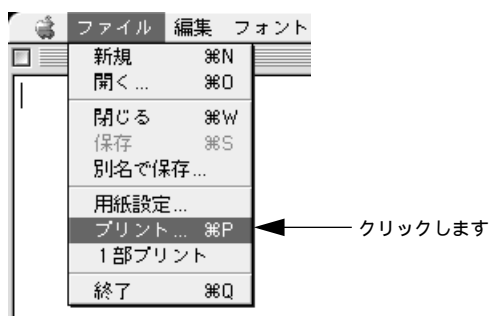 ファイル 編集 フォント
新規 ⌘N
開く... ⌘O
閉じる ⌘W
保存 ⌘S
別名で保存...
用紙設定...
プリント... ⌘P
クリックします
1部プリント
終了 ⌘Q